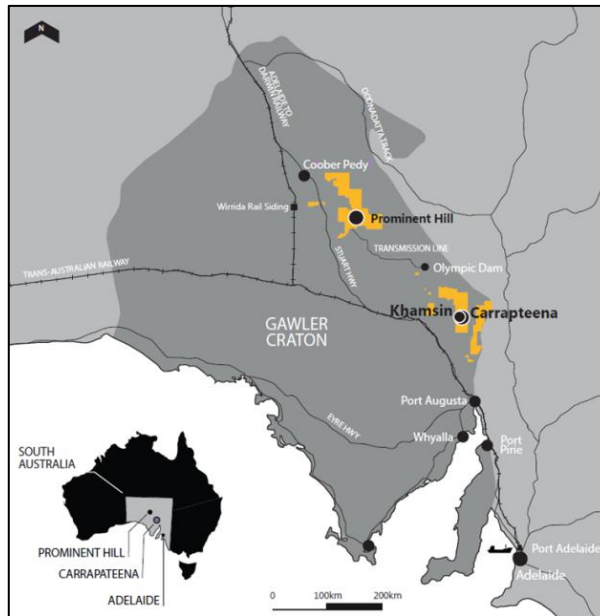 N
ADELAIDE TO
DARWIN RAILWAY
OODNADATTA TRACK
Coober Pedy
Wirrida Rail Siding
Prominent Hill
STUART HWY
TRANSMISSION LINE
Olympic Dam
TRANS-AUSTRALIAN RAILWAY
Khamsin
Carrapteena
GAWLER
CRATON
Port Augusta
EYRE HWY
Whyalla
Port
Pirie
SOUTH
AUSTRALIA
PROMINENT HILL
CARRAPATEENA
ADELAIDE
Port Adelaide
Adelaide
0
100km
200km